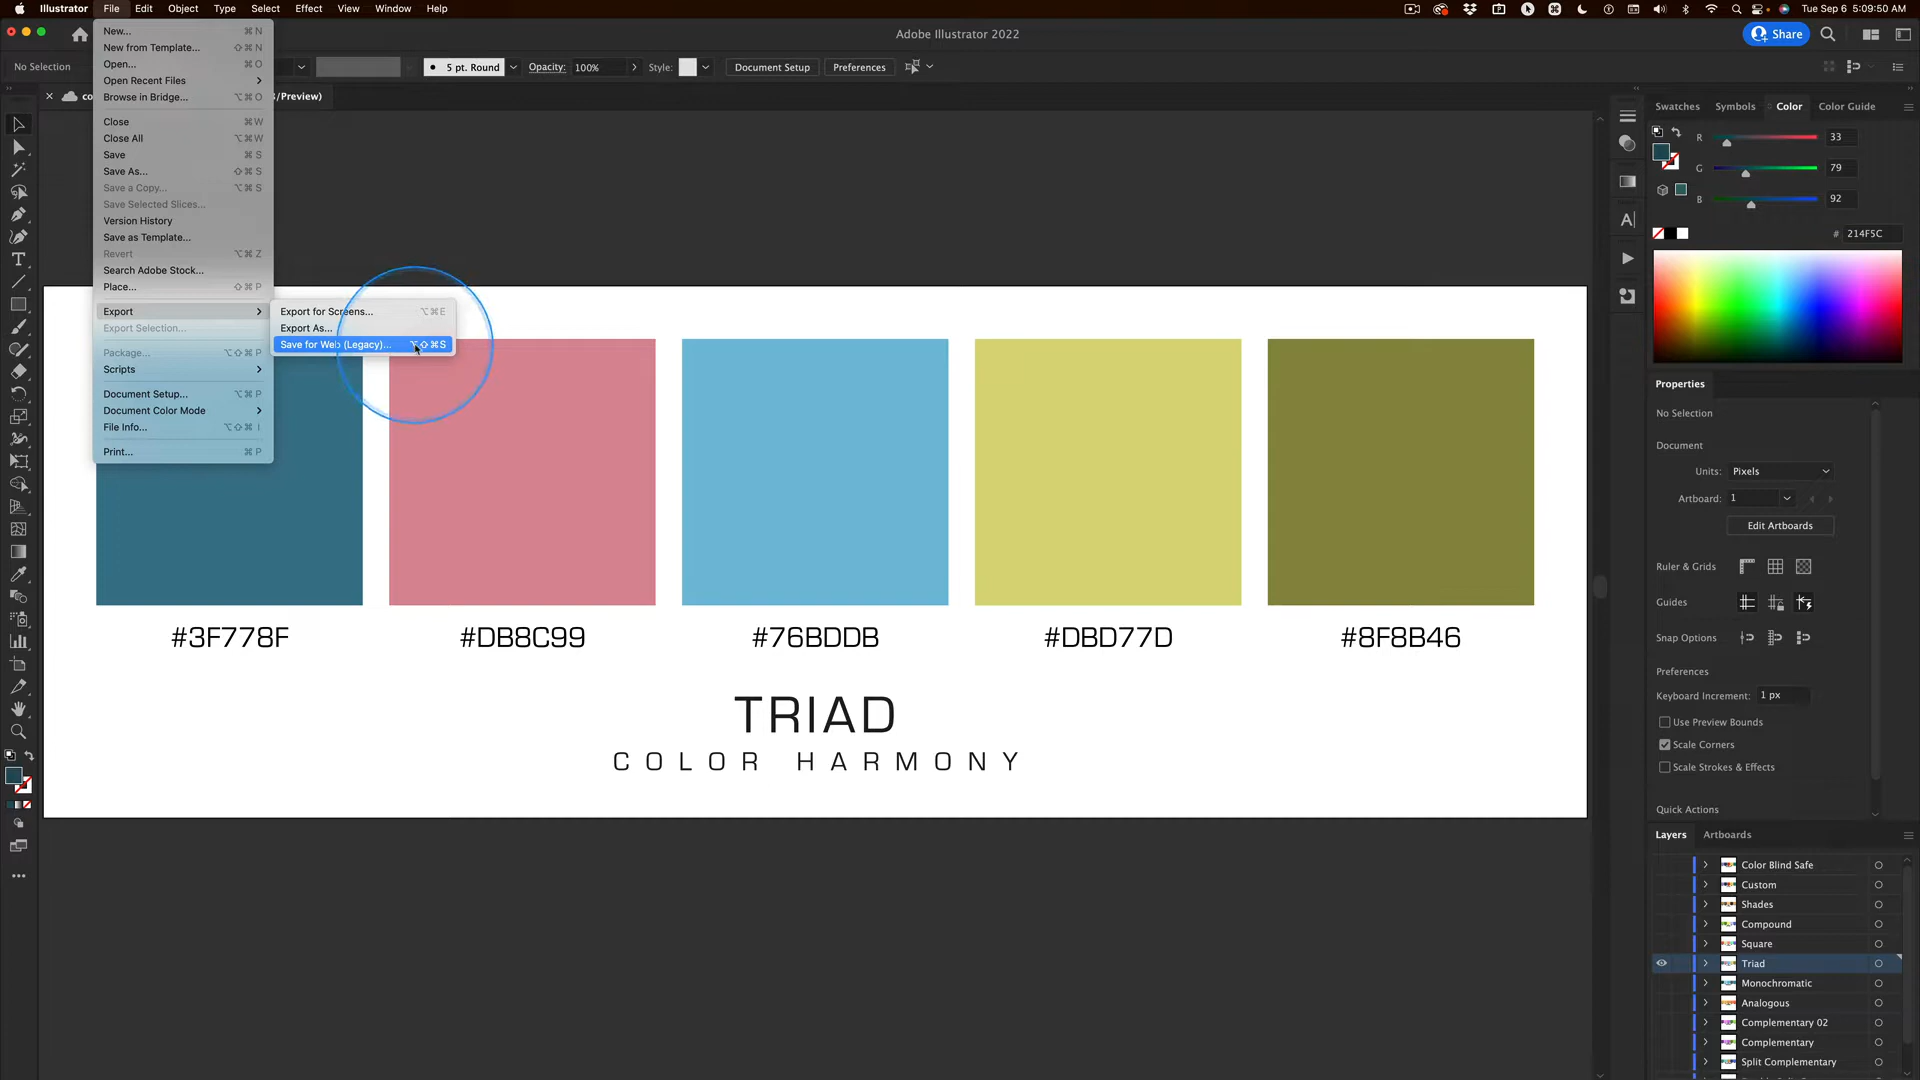 Illustrator File Edit Object Type Select Effect View Window Help
Tue Sep 6 5:09:50 AM
Adobe Illustrator 2022
Share
No Selection
5 pt. Round
Opacity: 100%
Style:
Document Setup
Preferences
co
/Preview)
New... ⌘ N
New from Template... ⇧⌘ N
Open... ⌘ O
Open Recent Files
Browse in Bridge... ⌥⌘ O
Close ⌘ W
Close All ⌥⌘ W
Save ⌘ S
Save As... ⇧⌘ S
Save a Copy... ⌥⌘ S
Save Selected Slices...
Version History
Save as Template...
Revert ⌥⌘ Z
Search Adobe Stock...
Place... ⇧⌘ P
Export
Export Selection...
Package... ⌥⇧⌘ P
Scripts
Document Setup... ⌥⌘ P
Document Color Mode
File Info... ⌥⇧⌘ I
Print... ⌘ P
Export for Screens... ⌥⌘E
Export As...
Save for Web (Legacy)... ⌥⇧⌘S
#3F778F
#DB8C99
#76BDDB
#DBD77D
#8F8B46
TRIAD
COLOR HARMONY
Swatches Symbols Color Color Guide
R 33
G 79
B 92
# 214F5C
Properties
No Selection
Document
Units: Pixels
Artboard: 1
Edit Artboards
Ruler & Grids
Guides
Snap Options
Preferences
Keyboard Increment: 1 px
Use Preview Bounds
Scale Corners
Scale Strokes & Effects
Quick Actions
Layers Artboards
Color Blind Safe
Custom
Shades
Compound
Square
Triad
Monochromatic
Analogous
Complementary 02
Complementary
Split Complementary